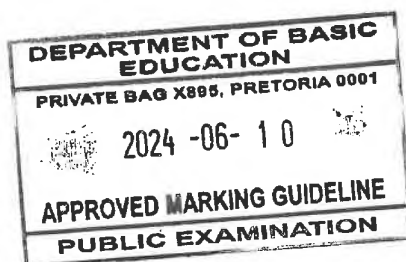 DEPARTMENT OF BASIC
EDUCATION
PRIVATE BAG X895, PRETORIA 0001
2024 -06- 10
APPROVED MARKING GUIDELINE
PUBLIC EXAMINATION